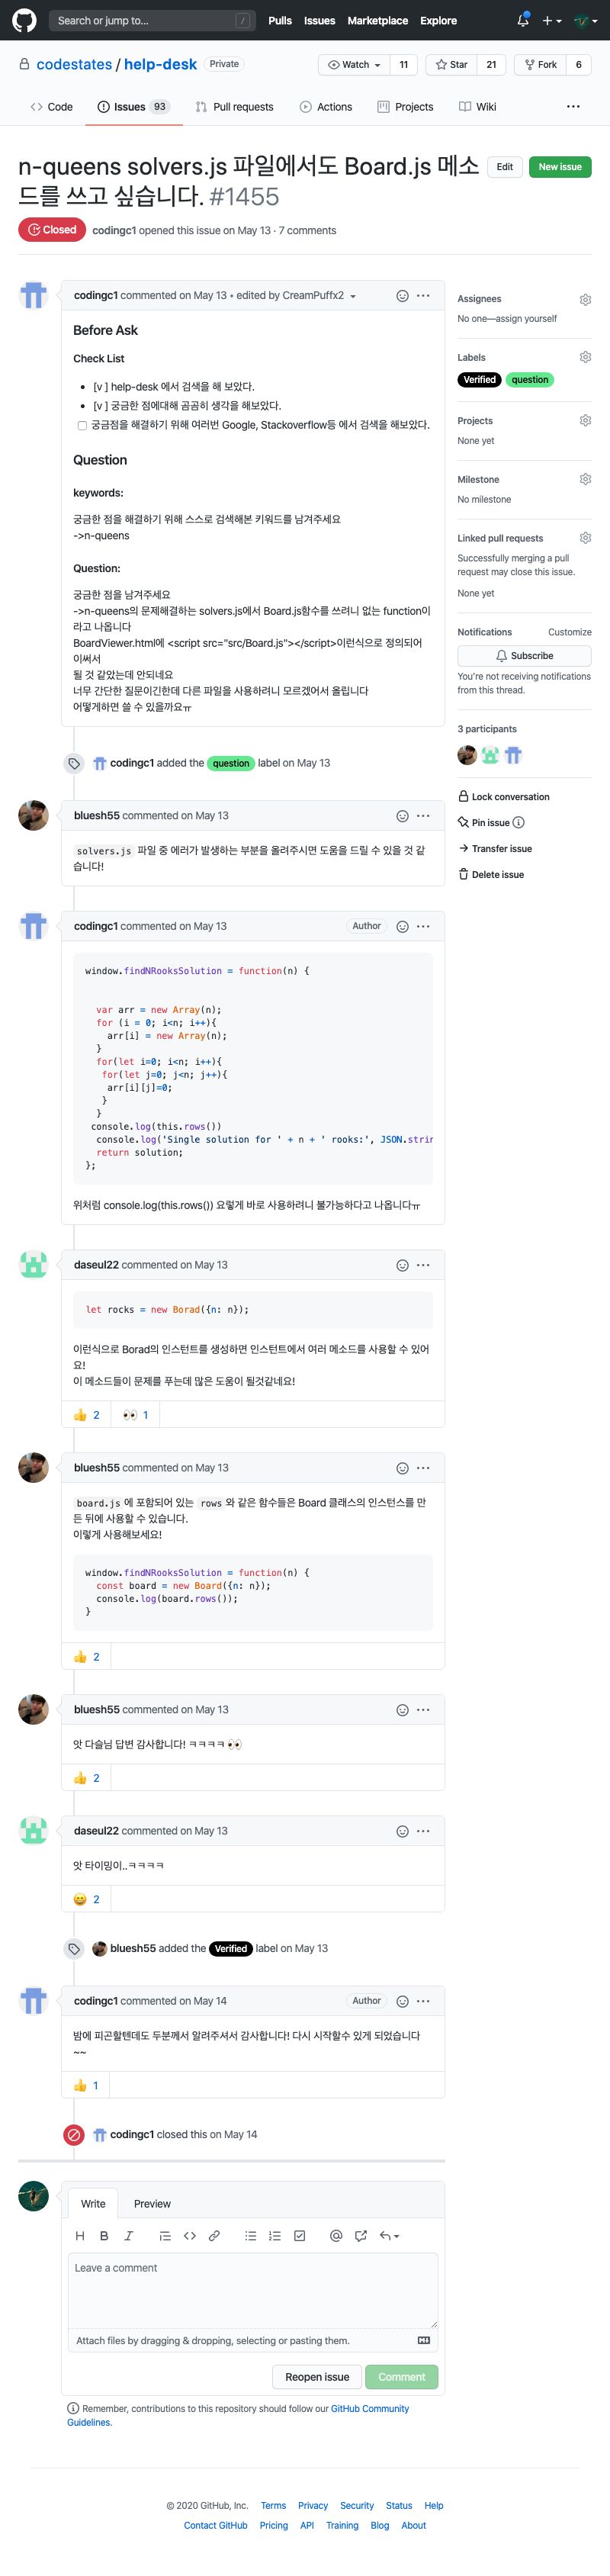 Search or jump to...
/
Pulls Issues Marketplace Explore
codestates / help-desk Private
Watch 11 Star 21 Fork 6
Code Issues 93 Pull requests Actions Projects Wiki
n-queens solvers.js 파일에서도 Board.js 메소
드를 쓰고 싶습니다. #1455
Edit New issue
Closed codingc1 opened this issue on May 13 · 7 comments
codingc1 commented on May 13 • edited by CreamPuffx2
Before Ask
Check List
[v ] help-desk 에서 검색을 해 보았다.
[v ] 궁금한 점에대해 곰곰히 생각을 해보았다.
궁금점을 해결하기 위해 여러번 Google, Stackoverflow등 에서 검색을 해보았다.
Question
keywords:
궁금한 점을 해결하기 위해 스스로 검색해본 키워드를 남겨주세요
->n-queens
Question:
궁금한 점을 남겨주세요
->n-queens의 문제해결하는 solvers.js에서 Board.js함수를 쓰려니 없는 function이
라고 나옵니다
BoardViewer.html에 <script src="src/Board.js"></script>이런식으로 정의되어
이써서
될 것 같았는데 안되네요
너무 간단한 질문이긴한데 다른 파일을 사용하려니 모르겠어서 올립니다
어떻게하면 쓸 수 있을까요ㅠ
Assignees
No one—assign yourself
Labels
Verified question
Projects
None yet
Milestone
No milestone
Linked pull requests
Successfully merging a pull
request may close this issue.
None yet
Notifications Customize
Subscribe
You're not receiving notifications
from this thread.
3 participants
Lock conversation
Pin issue
Transfer issue
Delete issue
codingc1 added the question label on May 13
bluesh55 commented on May 13
solvers.js 파일 중 에러가 발생하는 부분을 올려주시면 도움을 드릴 수 있을 것 같
습니다!
codingc1 commented on May 13 Author
window.findNRooksSolution = function(n) {
var arr = new Array(n);
for (i = 0; i<n; i++){
arr[i] = new Array(n);
}
for(let i=0; i<n; i++){
for(let j=0; j<n; j++){
arr[i][j]=0;
}
}
console.log(this.rows())
console.log('Single solution for ' + n + ' rooks:', JSON.strin
return solution;
};
위처럼 console.log(this.rows()) 요렇게 바로 사용하려니 불가능하다고 나옵니다ㅠ
daseul22 commented on May 13
let rocks = new Borad({n: n});
이런식으로 Borad의 인스턴트를 생성하면 인스턴트에서 여러 메소드를 사용할 수 있어
요!
이 메소드들이 문제를 푸는데 많은 도움이 될것같네요!
👍 2 👀 1
bluesh55 commented on May 13
board.js 에 포함되어 있는 rows 와 같은 함수들은 Board 클래스의 인스턴스를 만
든 뒤에 사용할 수 있습니다.
이렇게 사용해보세요!
window.findNRooksSolution = function(n) {
const board = new Board({n: n});
console.log(board.rows());
}
👍 2
bluesh55 commented on May 13
앗 다슬님 답변 감사합니다! ㅋㅋㅋㅋ 👀
👍 2
daseul22 commented on May 13
앗 타이밍이..ㅋㅋㅋㅋ
😄 2
bluesh55 added the Verified label on May 13
codingc1 commented on May 14 Author
밤에 피곤할텐데도 두분께서 알려주셔서 감사합니다! 다시 시작할수 있게 되었습니다
~~
👍 1
codingc1 closed this on May 14
Write Preview
Leave a comment
Attach files by dragging & dropping, selecting or pasting them.
Reopen issue Comment
Remember, contributions to this repository should follow our GitHub Community
Guidelines.
© 2020 GitHub, Inc. Terms Privacy Security Status Help
Contact GitHub Pricing API Training Blog About